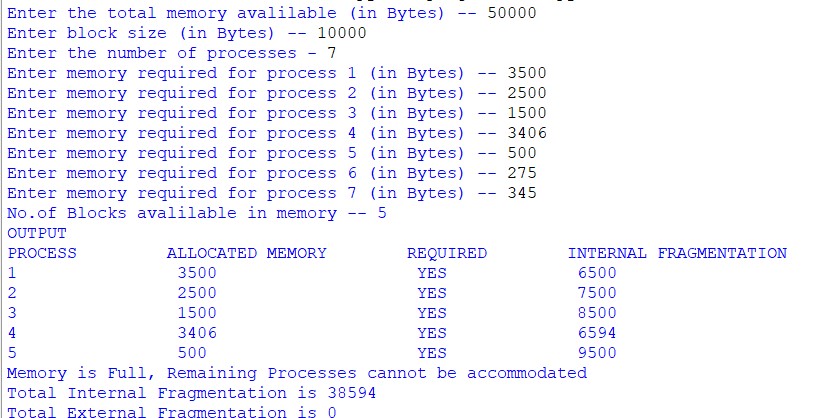 Enter the total memory avalilable (in Bytes) -- 50000
Enter block size (in Bytes) -- 10000
Enter the number of processes - 7
Enter memory required for process 1 (in Bytes) -- 3500
Enter memory required for process 2 (in Bytes) -- 2500
Enter memory required for process 3 (in Bytes) -- 1500
Enter memory required for process 4 (in Bytes) -- 3406
Enter memory required for process 5 (in Bytes) -- 500
Enter memory required for process 6 (in Bytes) -- 275
Enter memory required for process 7 (in Bytes) -- 345
No.of Blocks avalilable in memory -- 5
OUTPUT
PROCESS ALLOCATED MEMORY REQUIRED INTERNAL FRAGMENTATION
1 3500 YES 6500
2 2500 YES 7500
3 1500 YES 8500
4 3406 YES 6594
5 500 YES 9500
Memory is Full, Remaining Processes cannot be accommodated
Total Internal Fragmentation is 38594
Total External Fragmentation is 0